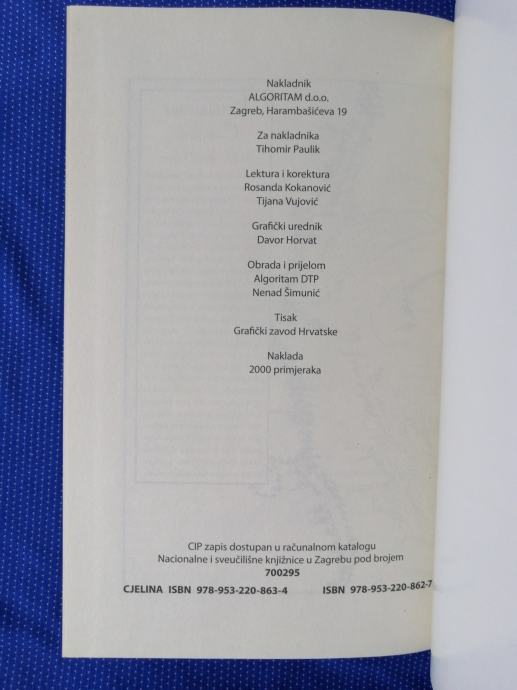 Nakladnik
ALGORITAM d.o.o.
Zagreb, Harambašićeva 19
Za nakladnika
Tihomir Paulik
Lektura i korektura
Rosanda Kokanović
Tijana Vujović
Grafički urednik
Davor Horvat
Obrada i prijelom
Algoritam DTP
Nenad Šimunić
Tisak
Grafički zavod Hrvatske
Naklada
2000 primjeraka
CIP zapis dostupan u računalnom katalogu
Nacionalne i sveučilišne knjižnice u Zagrebu pod brojem
700295
CJELINA ISBN 978-953-220-863-4 ISBN 978-953-220-862-7